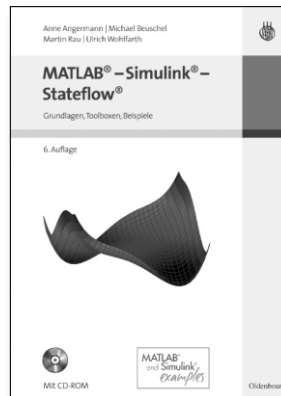 Anne Angermann | Michael Beuschel
Martin Rau | Ulrich Wohlfarth
MATLAB® – Simulink® –
Stateflow®
Grundlagen, Toolboxen, Beispiele
6. Auflage
MATLAB®
and Simulink®
examples
Mit CD-ROM
Oldenbourg